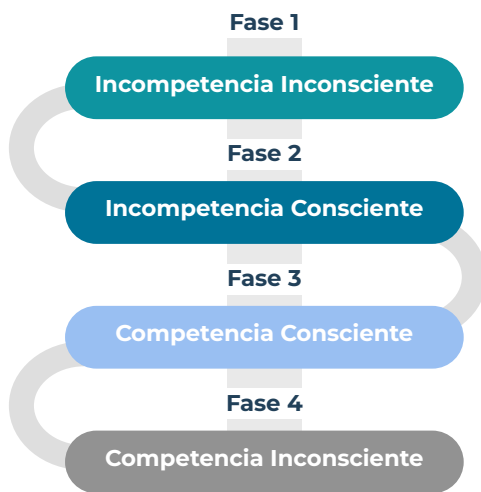 Fase 1
Incompetencia Inconsciente
Fase 2
Incompetencia Consciente
Fase 3
Competencia Consciente
Fase 4
Competencia Inconsciente